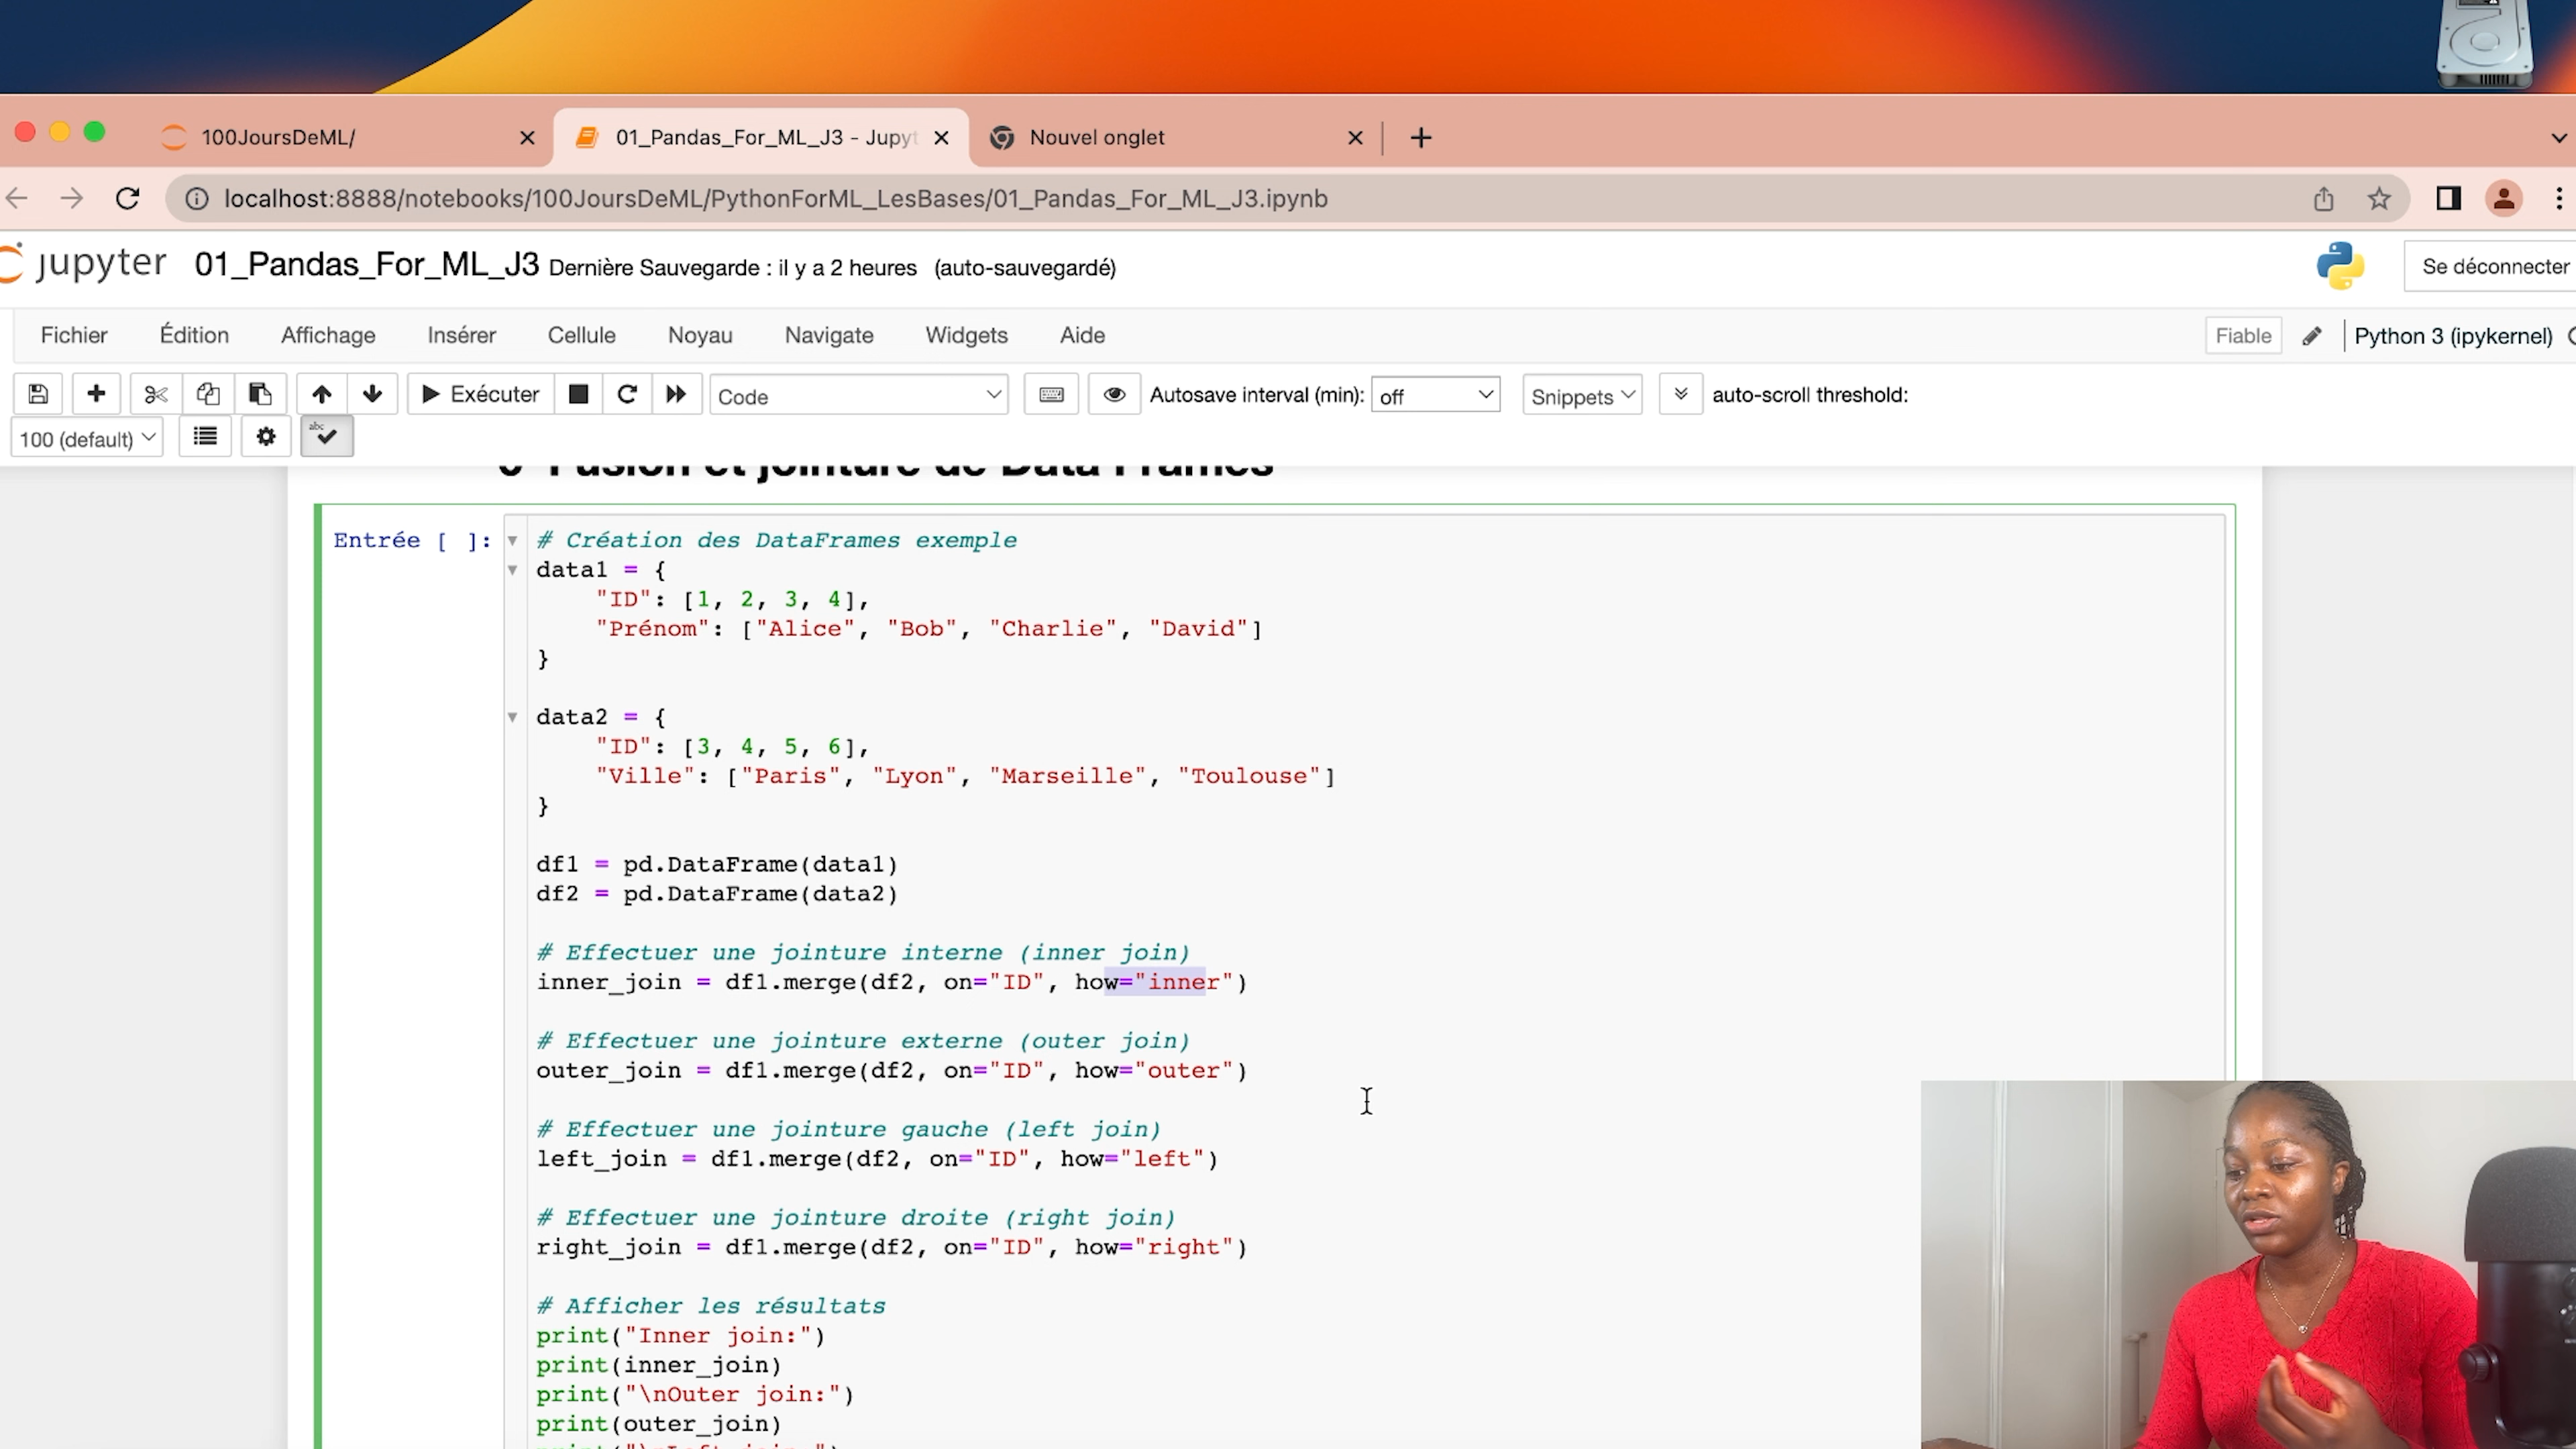 100JoursDeML/
01_Pandas_For_ML_J3 - Jupyt
Nouvel onglet
localhost:8888/notebooks/100JoursDeML/PythonForML_LesBases/01_Pandas_For_ML_J3.ipynb
jupyter 01_Pandas_For_ML_J3 Dernière Sauvegarde : il y a 2 heures (auto-sauvegardé)
Se déconnecter
Fichier Édition Affichage Insérer Cellule Noyau Navigate Widgets Aide
Fiable Python 3 (ipykernel)
Exécuter Code Autosave interval (min): off Snippets auto-scroll threshold:
100 (default) abc
Fusion et jointure de Data Frames
Entrée [ ]: # Création des DataFrames exemple
data1 = {
"ID": [1, 2, 3, 4],
"Prénom": ["Alice", "Bob", "Charlie", "David"]
}
data2 = {
"ID": [3, 4, 5, 6],
"Ville": ["Paris", "Lyon", "Marseille", "Toulouse"]
}
df1 = pd.DataFrame(data1)
df2 = pd.DataFrame(data2)
# Effectuer une jointure interne (inner join)
inner_join = df1.merge(df2, on="ID", how="inner")
# Effectuer une jointure externe (outer join)
outer_join = df1.merge(df2, on="ID", how="outer")
# Effectuer une jointure gauche (left join)
left_join = df1.merge(df2, on="ID", how="left")
# Effectuer une jointure droite (right join)
right_join = df1.merge(df2, on="ID", how="right")
# Afficher les résultats
print("Inner join:")
print(inner_join)
print("\nOuter join:")
print(outer_join)